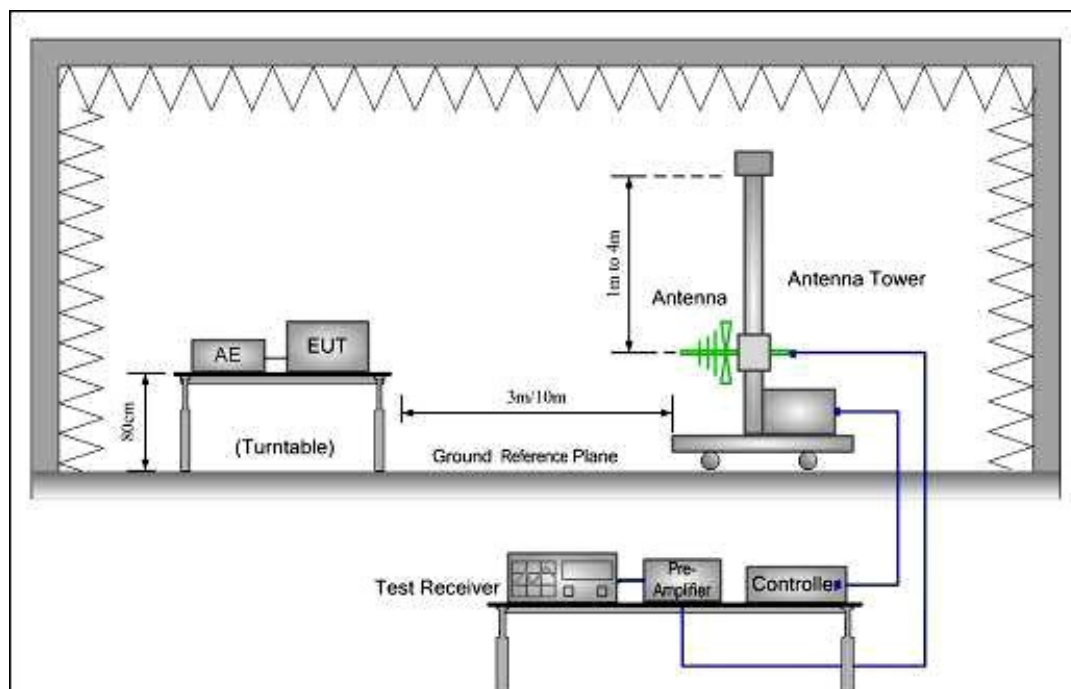 1m to 4m
Antenna Tower
Antenna
AE
EUT
80cm
3m/10m
(Turntable)
Ground Reference Plane
Test Receiver
Pre-
Amplifier
Controller